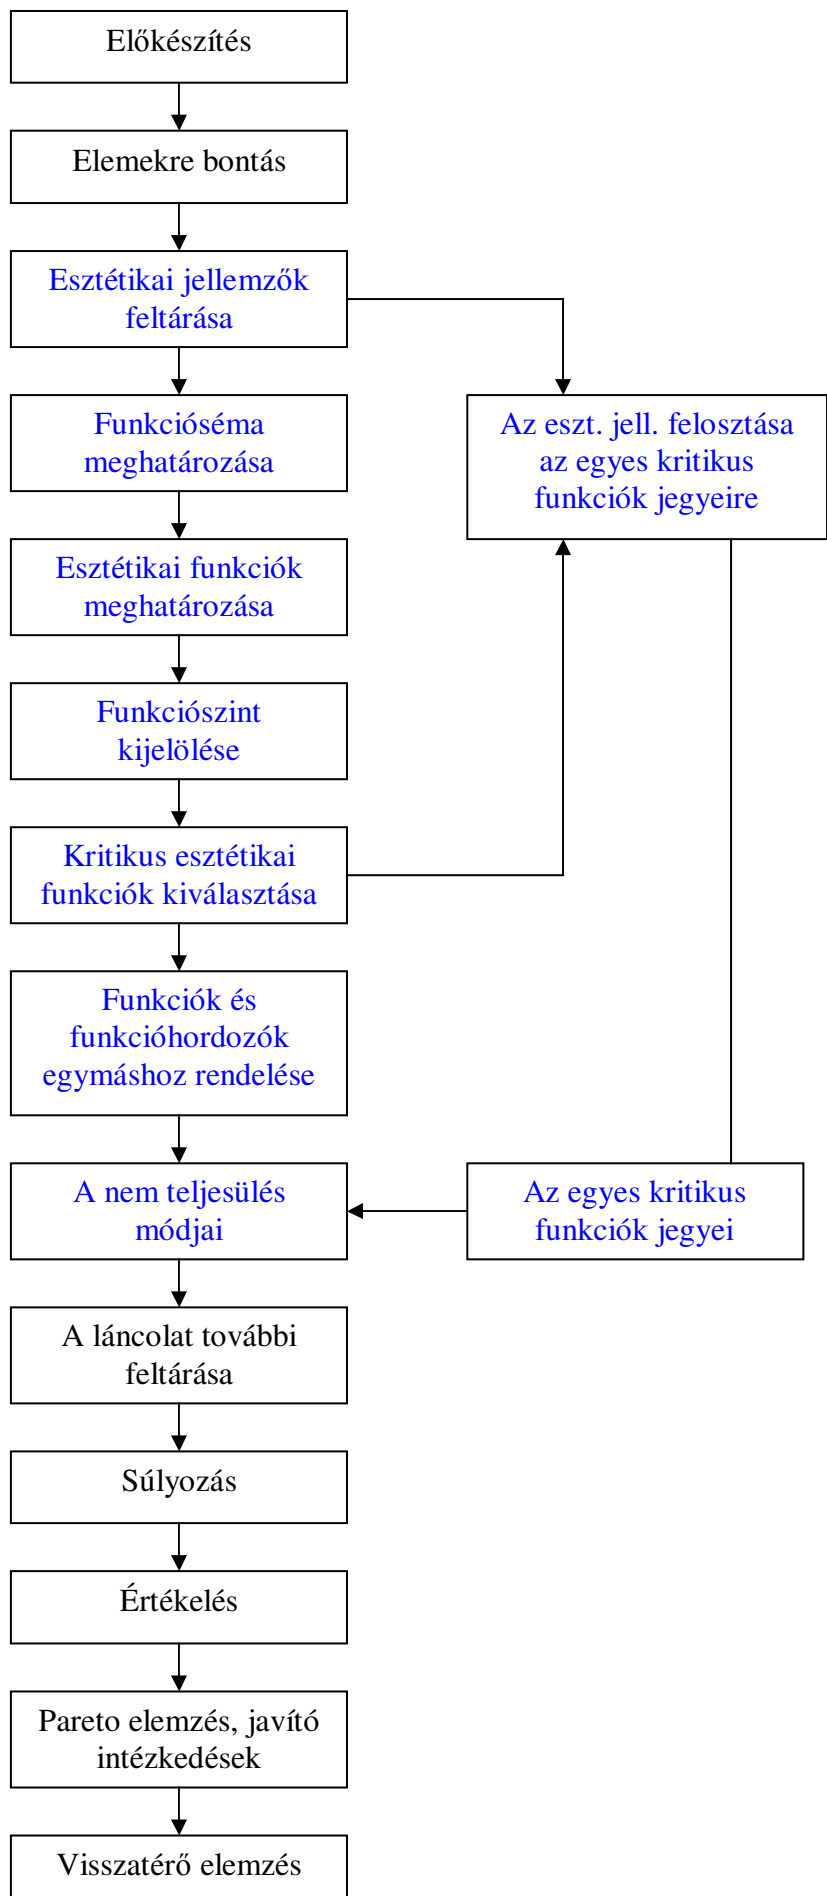 Előkészítés
Elemekre bontás
Esztétikai jellemzők
feltárása
Funkcióséma
meghatározása
Az eszt. jell. felosztása
az egyes kritikus
funkciók jegyeire
Esztétikai funkciók
meghatározása
Funkciószint
kijelölése
Kritikus esztétikai
funkciók kiválasztása
Funkciók és
funkcióhordozók
egymáshoz rendelése
A nem teljesülés
módjai
Az egyes kritikus
funkciók jegyei
A láncolat további
feltárása
Súlyozás
Értékelés
Pareto elemzés, javító
intézkedések
Visszatérő elemzés